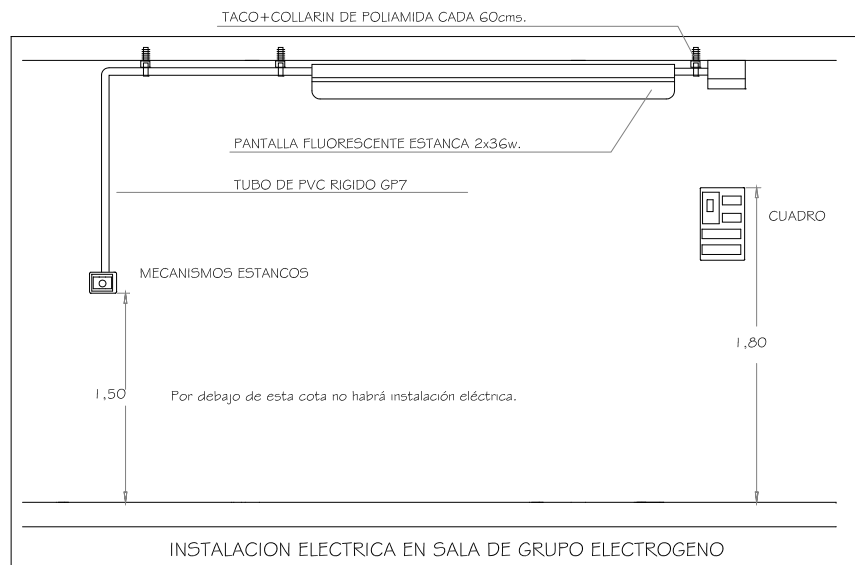 TACO+COLLARIN DE POLIAMIDA CADA 60cms.
PANTALLA FLUORESCENTE ESTANCA 2x36w.
TUBO DE PVC RIGIDO GP7
CUADRO
MECANISMOS ESTANCOS
1,80
1,50
Por debajo de esta cota no habrá instalación eléctrica.
INSTALACION ELECTRICA EN SALA DE GRUPO ELECTROGENO